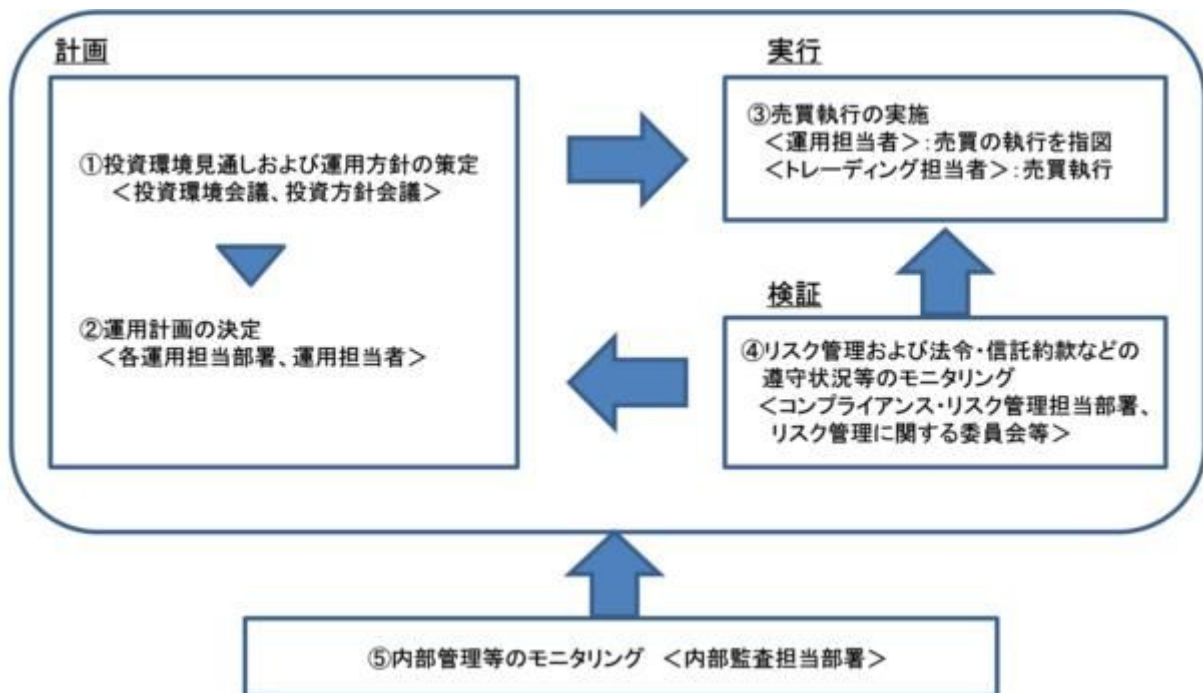 計画
①投資環境見通しおよび運用方針の策定
＜投資環境会議、投資方針会議＞
②運用計画の決定
＜各運用担当部署、運用担当者＞
実行
③売買執行の実施
＜運用担当者＞：売買の執行を指図
＜トレーディング担当者＞：売買執行
検証
④リスク管理および法令・信託約款などの
遵守状況等のモニタリング
＜コンプライアンス・リスク管理担当部署、
リスク管理に関する委員会等＞
⑤内部管理等のモニタリング ＜内部監査担当部署＞